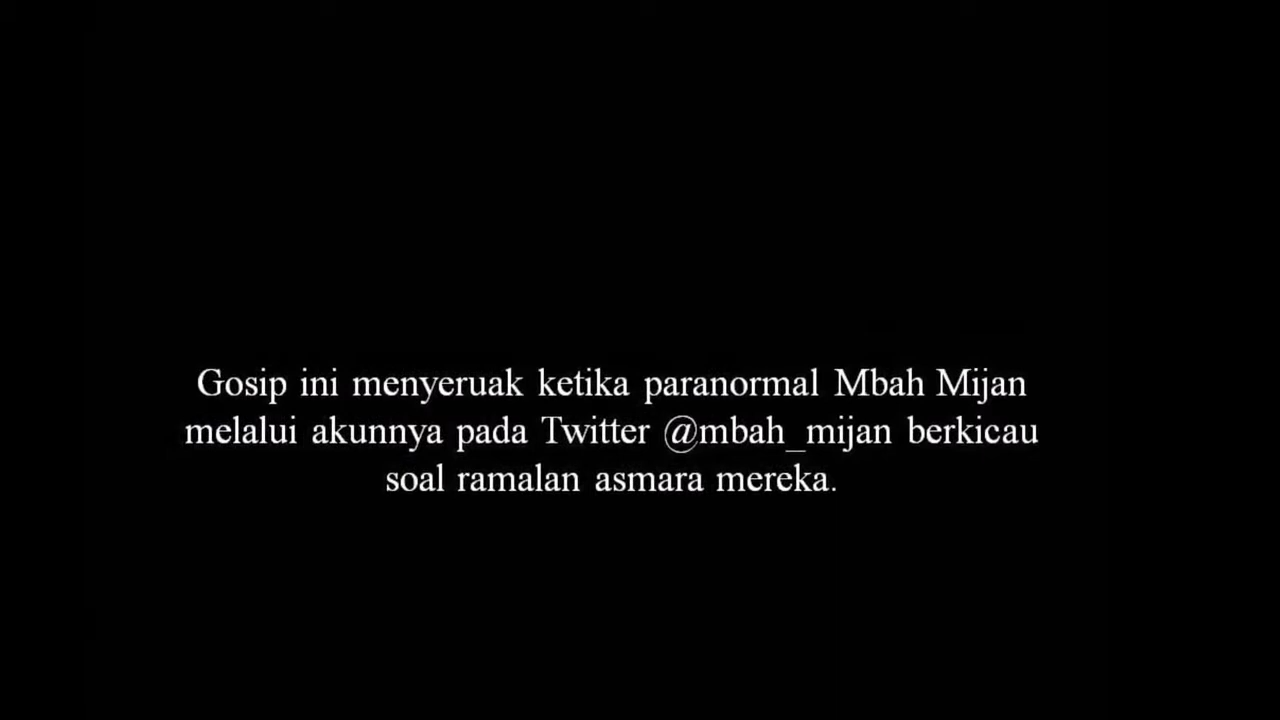 Gosip ini menyeruak ketika paranormal Mbah Mijan
melalui akunnya pada Twitter @mbah_mijan berkicau
soal ramalan asmara mereka.